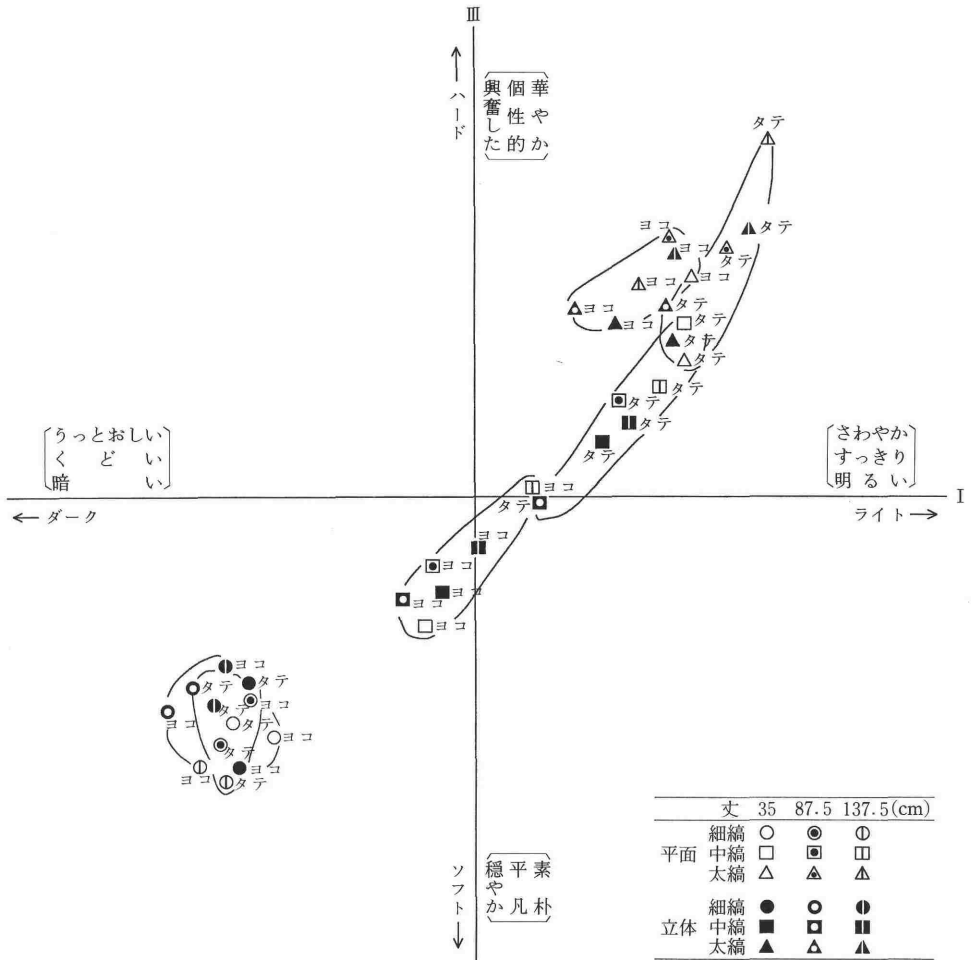 III
ハード
華やか
個性的
興奮した
タテ
ヨコ
タテ
ヨコ
タテ
ヨコ
ヨコ
ヨコ
タテ
ヨコ
タテ
タテ
タテ
タテ
タテ
タテ
タテ
うっとおしい
くどい
暗い
さわやか
すっきり
明るい
ヨコ
I
タテ
← ダーク
ライト →
ヨコ
ヨコ
ヨコ
ヨコ
ヨコ
ヨコ
タテ
タテ
ヨコ
タテ
ヨコ
タテ
ヨコ
タテ
ヨコ
ヨコ
タテ
ソフト
素朴
平凡
穏やか
丈 35 87.5 137.5(cm)
細縞
平面 中縞
太縞
細縞
立体 中縞
太縞